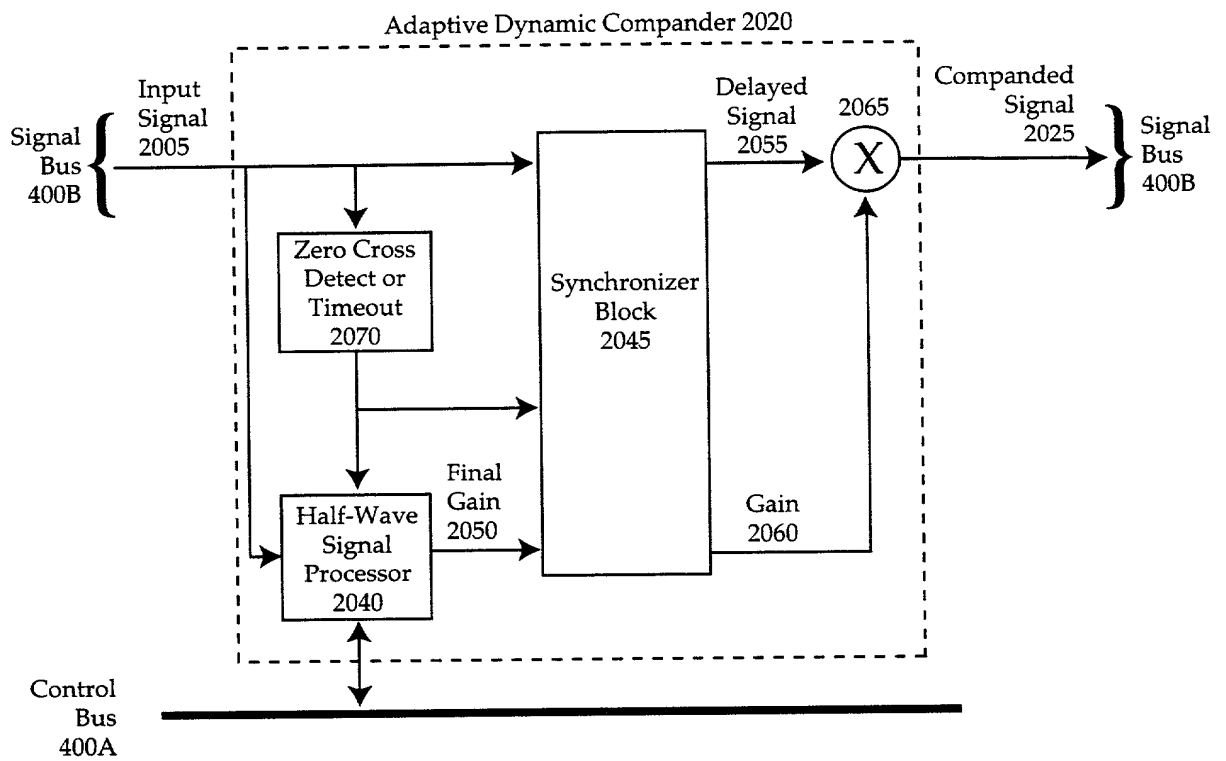 Adaptive Dynamic Compander 2020
Input
Signal
2005
Signal
Bus
400B
Delayed
Signal
2055
2065
X
Companded
Signal
2025
Signal
Bus
400B
Zero Cross
Detect or
Timeout
2070
Synchronizer
Block
2045
Half-Wave
Signal
Processor
2040
Final
Gain
2050
Gain
2060
Control
Bus
400A